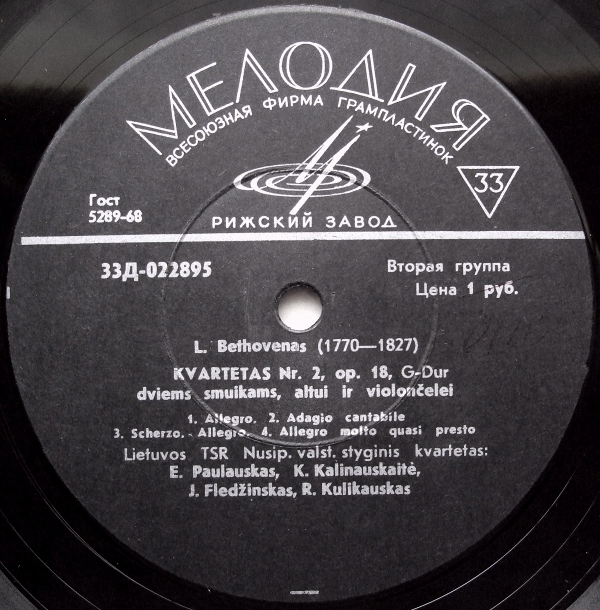 МЕЛОДИЯ
ВСЕСОЮЗНАЯ ФИРМА ГРАМПЛАСТИНОК
33
Гост
5289-68
РИЖСКИЙ ЗАВОД
33Д-022895
Вторая группа
Цена 1 руб.
L. Bethovenas (1770—1827)
KVARTETAS Nr. 2, op. 18, G-Dur
dviems smuikams, altui ir violončelei
1. Allegro. 2. Adagio cantabile
3. Scherzo. Allegro. 4. Allegro molto quasi presto
Lietuvos TSR Nusip. valst. styginis kvartetas:
E. Paulauskas, K. Kalinauskaitė,
J. Fledžinskas, R. Kulikauskas